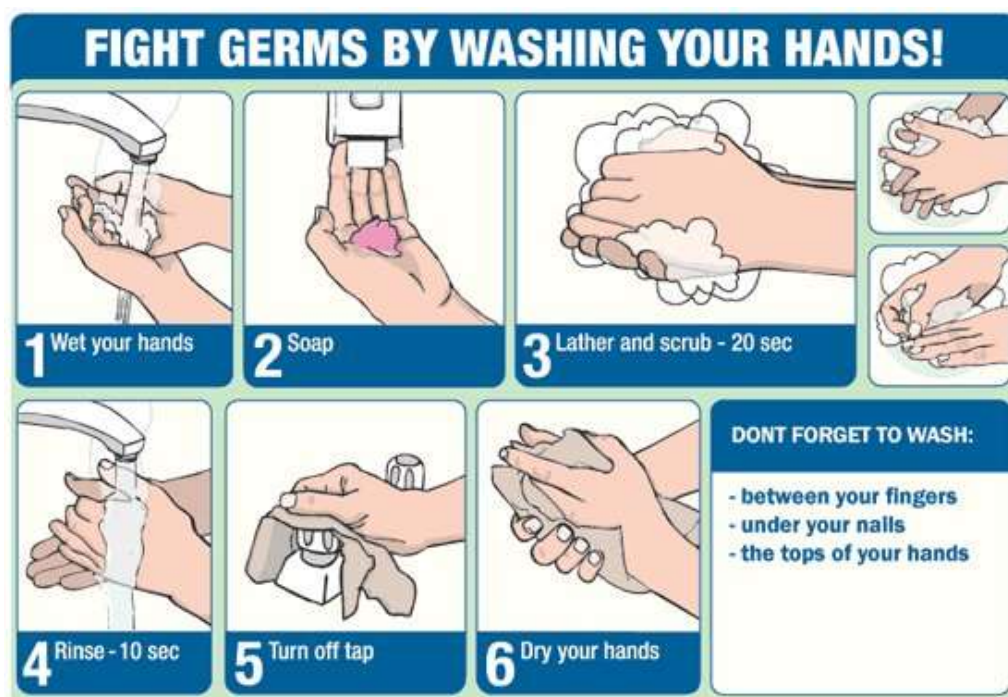 FIGHT GERMS BY WASHING YOUR HANDS!
1 Wet your hands
2 Soap
3 Lather and scrub - 20 sec
4 Rinse - 10 sec
5 Turn off tap
6 Dry your hands
DONT FORGET TO WASH:
- between your fingers
- under your nails
- the tops of your hands